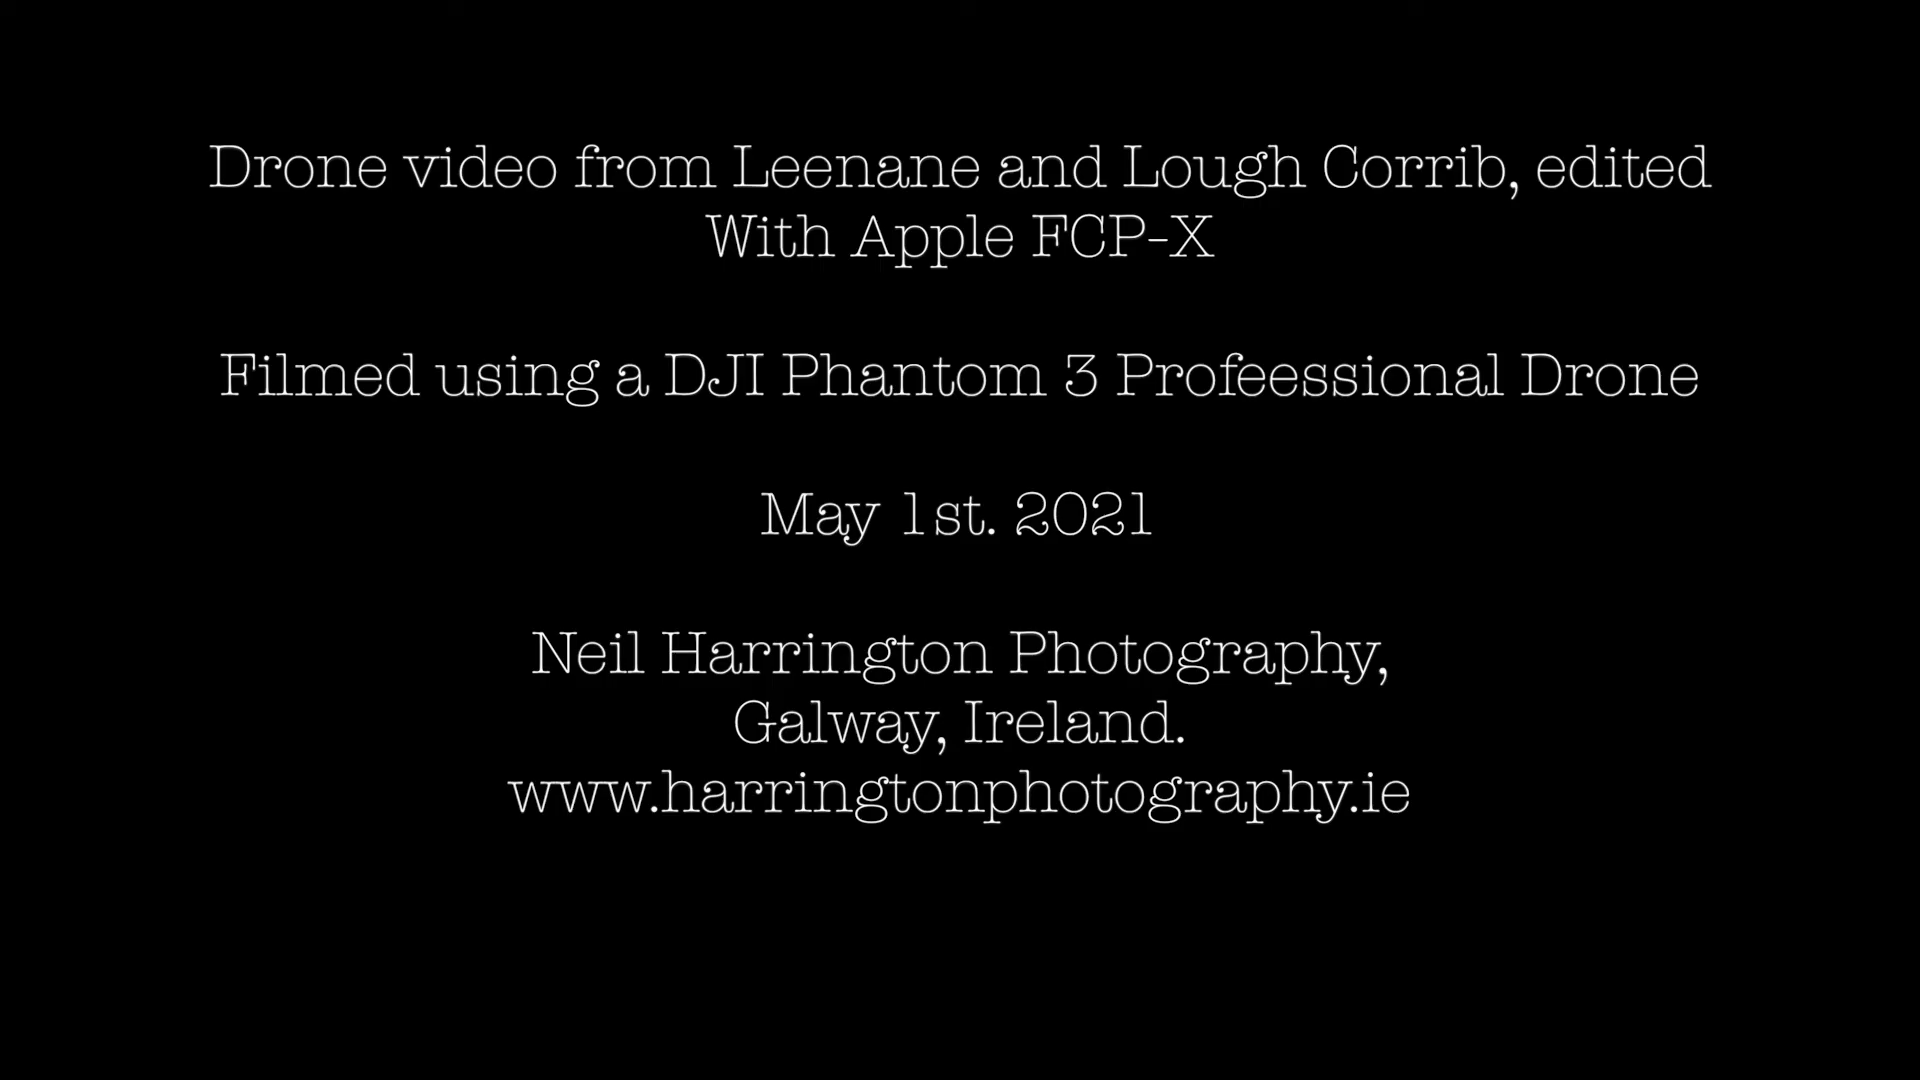 Drone video from Leenane and Lough Corrib, edited
With Apple FCP-X
Filmed using a DJI Phantom 3 Profeessional Drone
May 1st. 2021
Neil Harrington Photography,
Galway, Ireland.
www.harringtonphotography.ie